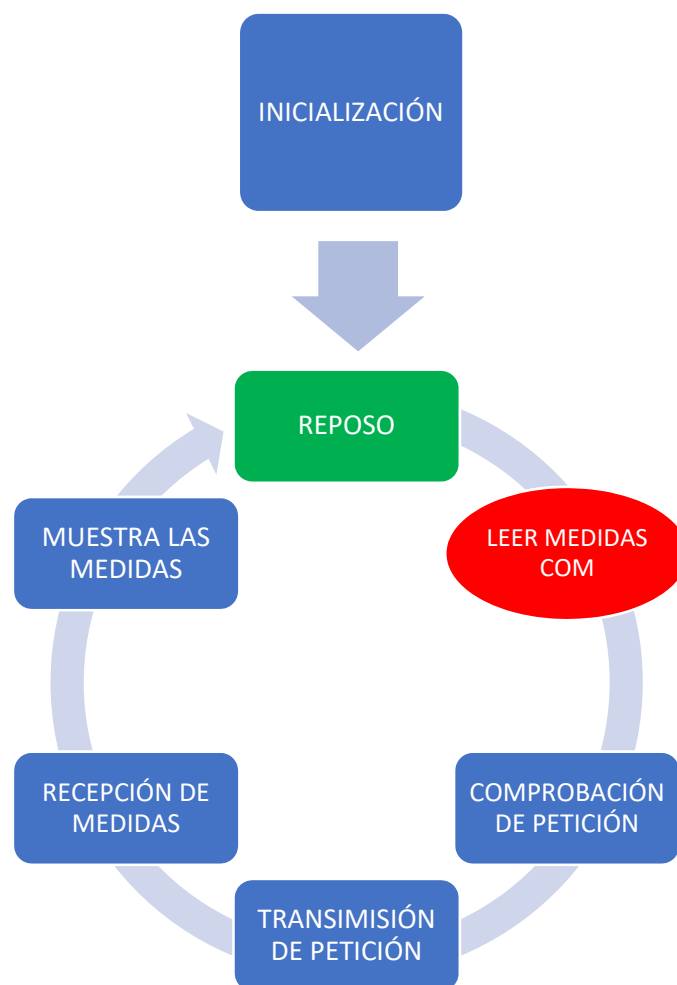 INICIALIZACIÓN
REPOSO
LEER MEDIDAS
COM
COMPROBACIÓN
DE PETICIÓN
TRANSIMISIÓN
DE PETICIÓN
RECEPCIÓN DE
MEDIDAS
MUESTRA LAS
MEDIDAS